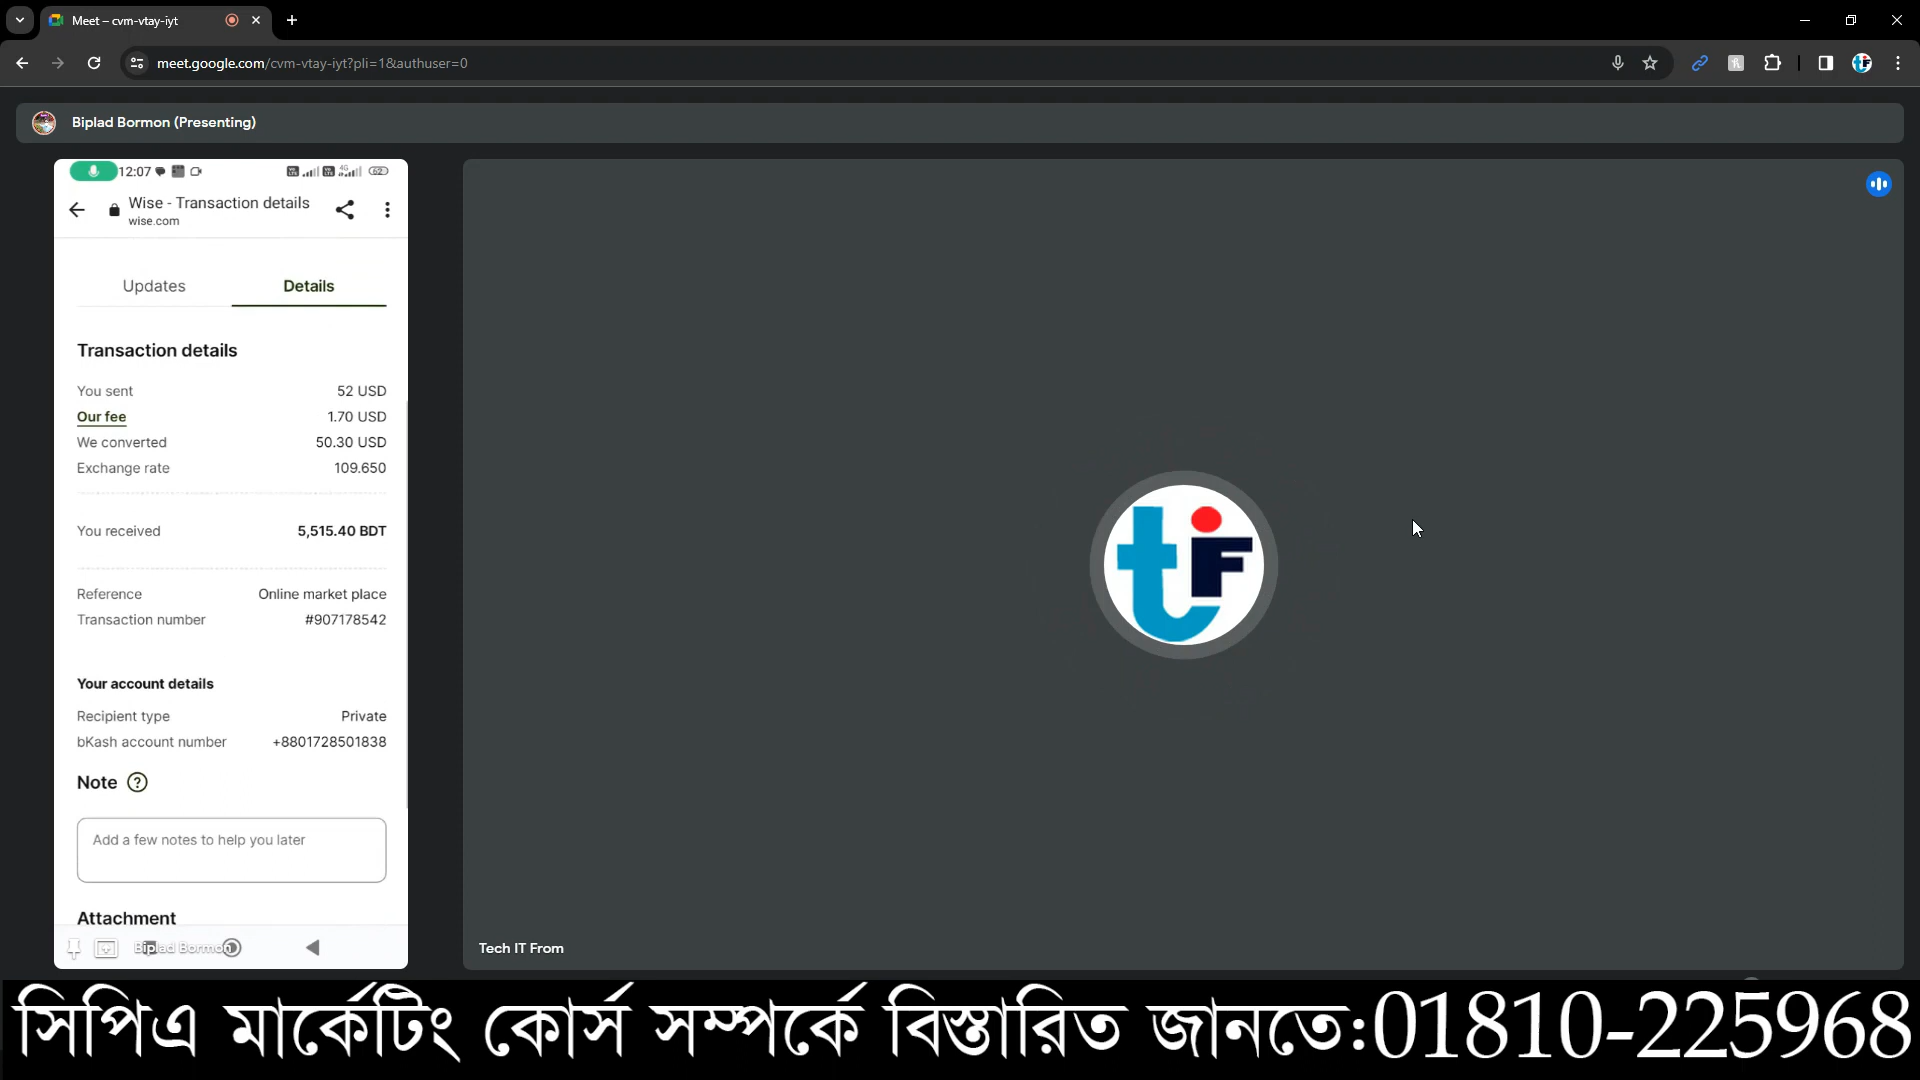 Meet – cvm-vtay-iyt
meet.google.com/cvm-vtay-iyt?pli=1&authuser=0
Biplad Bormon (Presenting)
12:07
62
Wise - Transaction details
wise.com
Updates Details
Transaction details
You sent 52 USD
Our fee 1.70 USD
We converted 50.30 USD
Exchange rate 109.650
You received 5,515.40 BDT
Reference Online market place
Transaction number #907178542
Your account details
Recipient type Private
bKash account number +8801728501838
Note ?
Add a few notes to help you later
Attachment
Biplad Bormon
tiF
Tech IT From
সিপিএ মার্কেটিং কোর্স সম্পর্কে বিস্তারিত জানতে:01810-225968